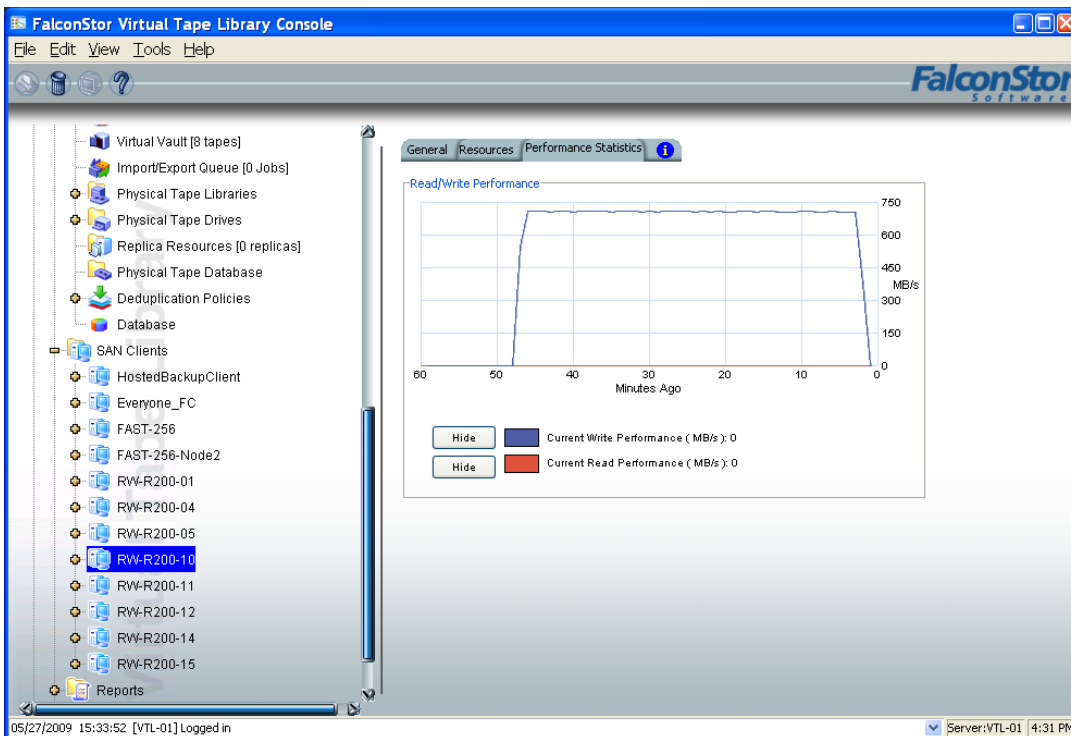 FalconStor Virtual Tape Library Console
File Edit View Tools Help
FalconStor
Software
Virtual Vault [8 tapes]
Import/Export Queue [0 Jobs]
Physical Tape Libraries
Physical Tape Drives
Replica Resources [0 replicas]
Physical Tape Database
Deduplication Policies
Database
SAN Clients
HostedBackupClient
Everyone_FC
FAST-256
FAST-256-Node2
RW-R200-01
RW-R200-04
RW-R200-05
RW-R200-10
RW-R200-11
RW-R200-12
RW-R200-14
RW-R200-15
Reports
Virtual Tape Library
General Resources Performance Statistics
Read/Write Performance
750
600
450
MB/s
300
150
0
60 50 40 30 20 10 0
Minutes Ago
Hide Current Write Performance ( MB/s ): 0
Hide Current Read Performance ( MB/s ): 0
05/27/2009 15:33:52 [VTL-01] Logged in
Server:VTL-01 4:31 PM